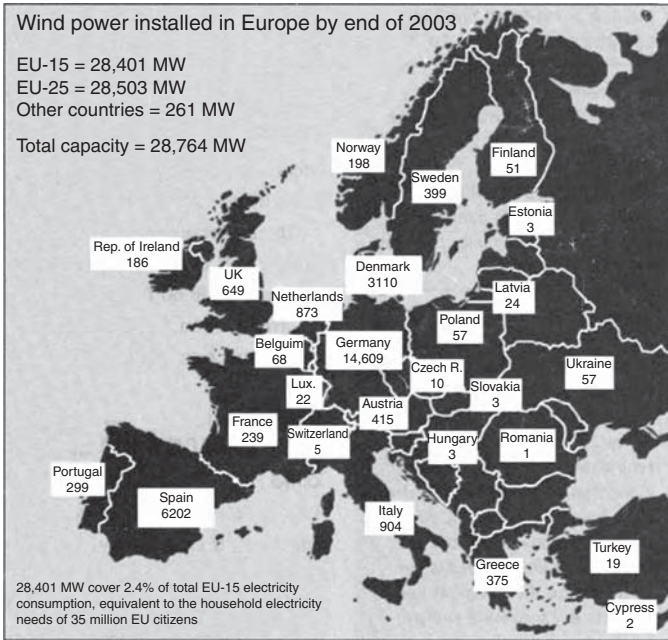 Wind power installed in Europe by end of 2003
EU-15 = 28,401 MW
EU-25 = 28,503 MW
Other countries = 261 MW
Total capacity = 28,764 MW
Norway
198
Finland
51
Sweden
399
Estonia
3
Rep. of Ireland
186
UK
649
Denmark
3110
Netherlands
873
Latvia
24
Poland
57
Belguim
68
Germany
14,609
Czech R.
10
Ukraine
57
Lux.
22
Slovakia
3
Austria
415
France
239
Switzerland
5
Hungary
3
Romania
1
Portugal
299
Spain
6202
Italy
904
Turkey
19
Greece
375
Cypress
2
28,401 MW cover 2.4% of total EU-15 electricity
consumption, equivalent to the household electricity
needs of 35 million EU citizens